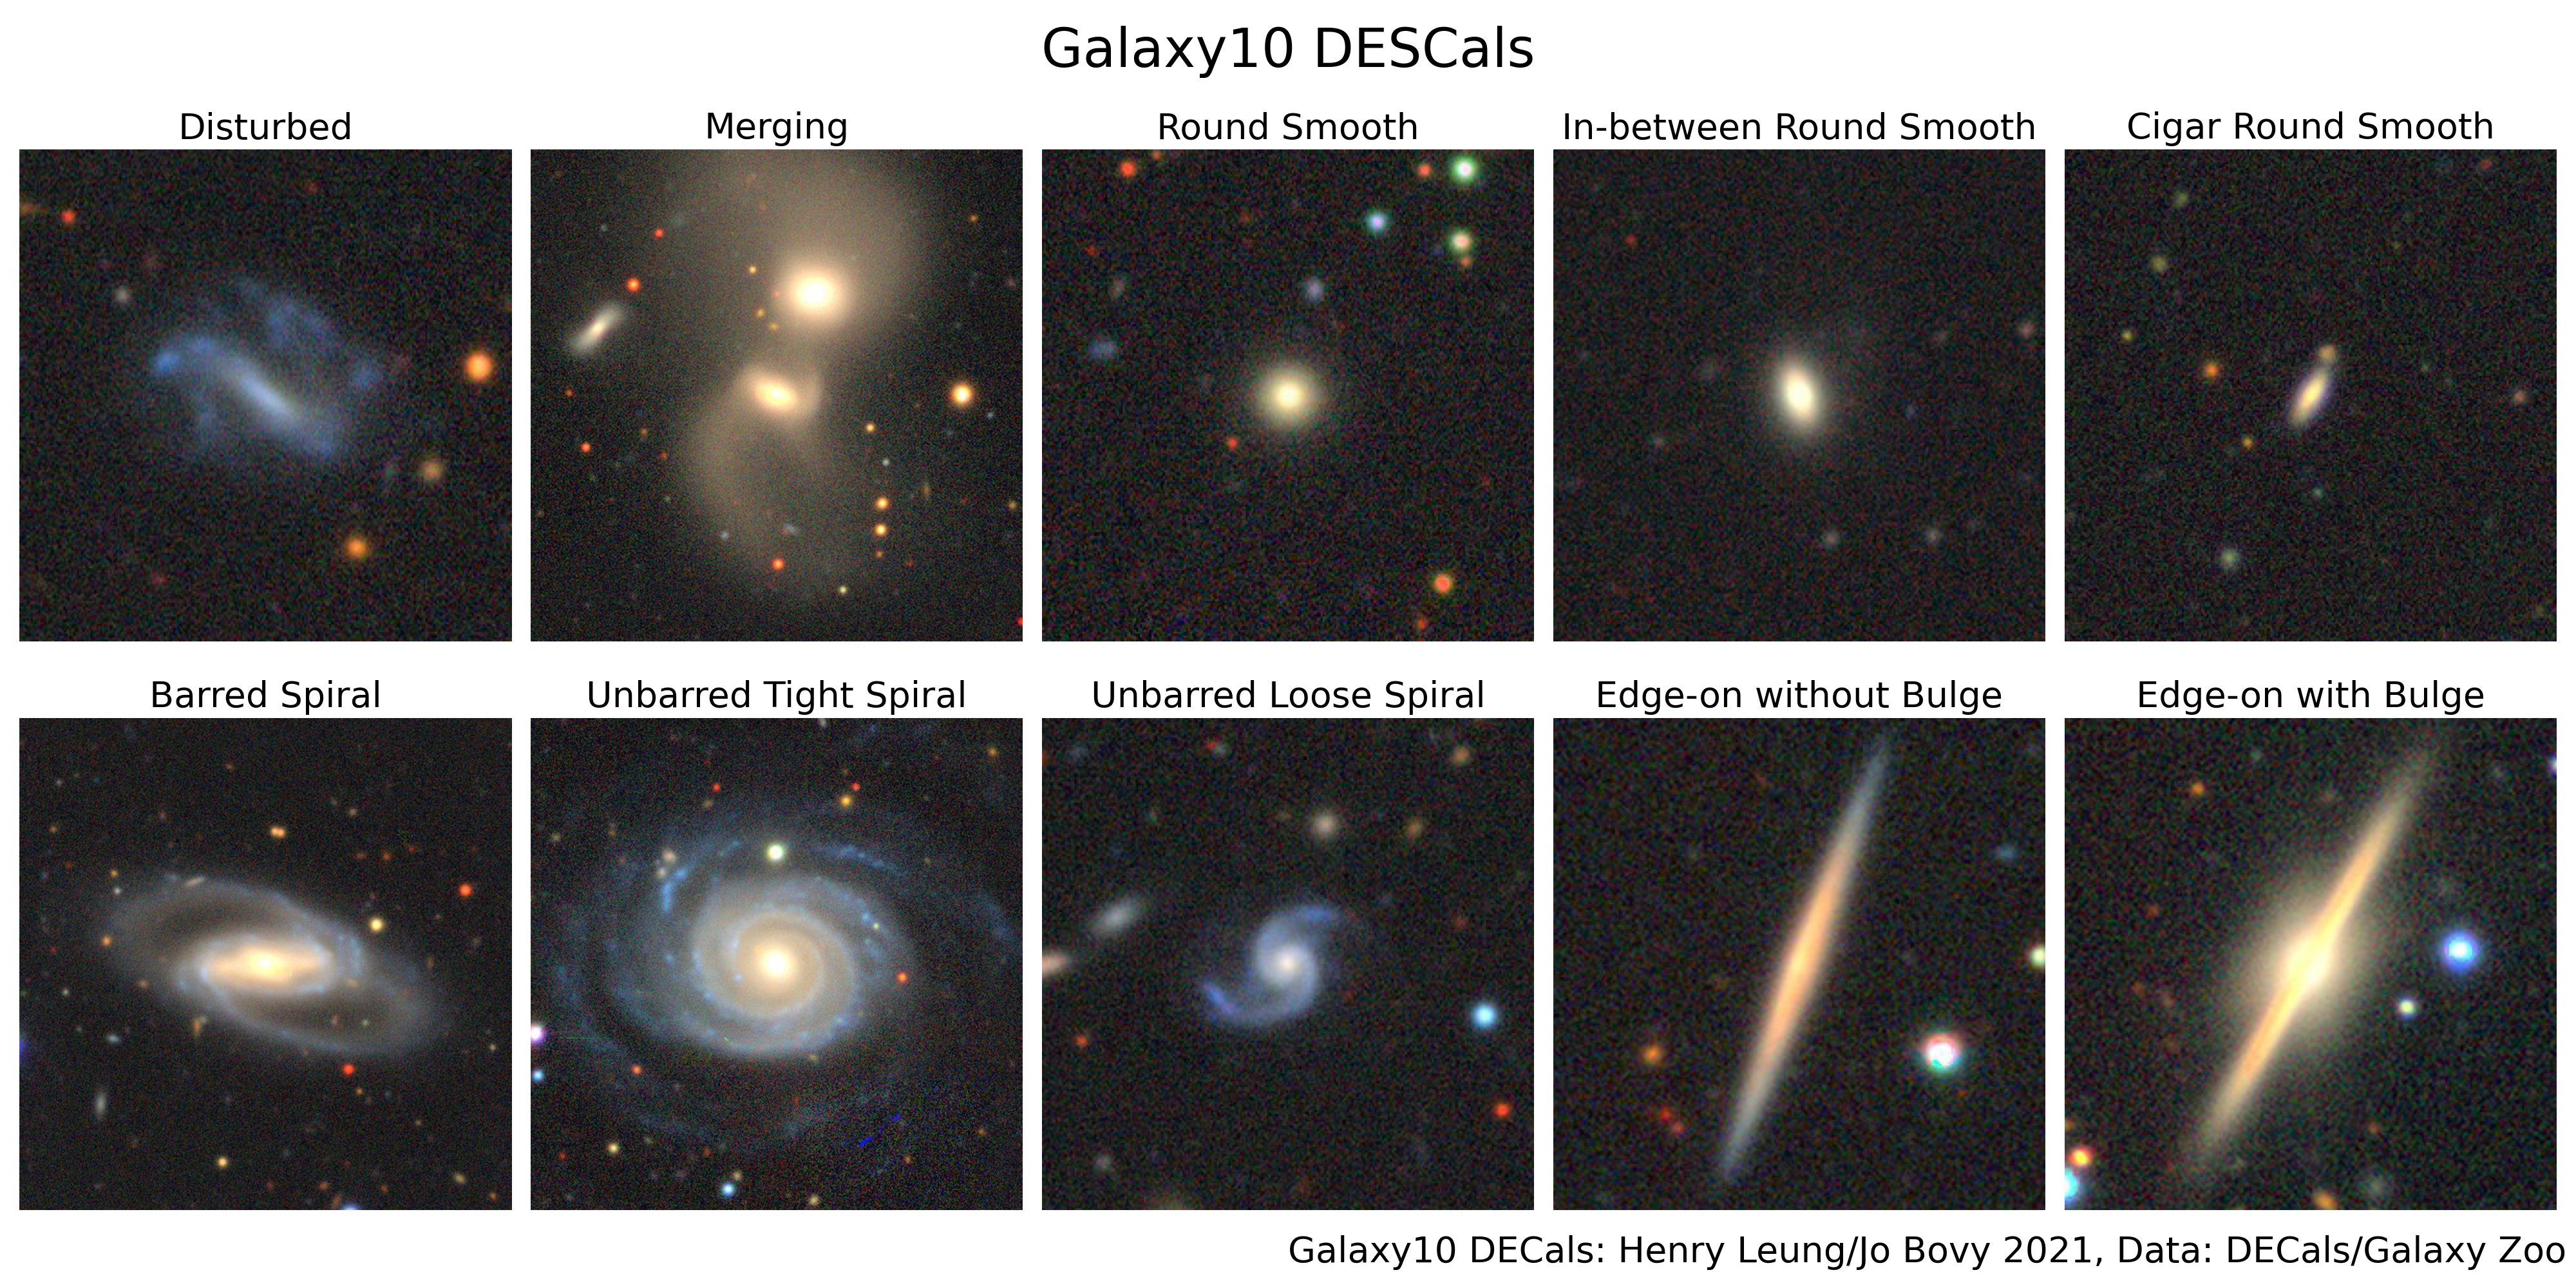 Galaxy10 DESCals
Disturbed
Merging
Round Smooth
In-between Round Smooth
Cigar Round Smooth
Barred Spiral
Unbarred Tight Spiral
Unbarred Loose Spiral
Edge-on without Bulge
Edge-on with Bulge
Galaxy10 DECals: Henry Leung/Jo Bovy 2021, Data: DECals/Galaxy Zoo